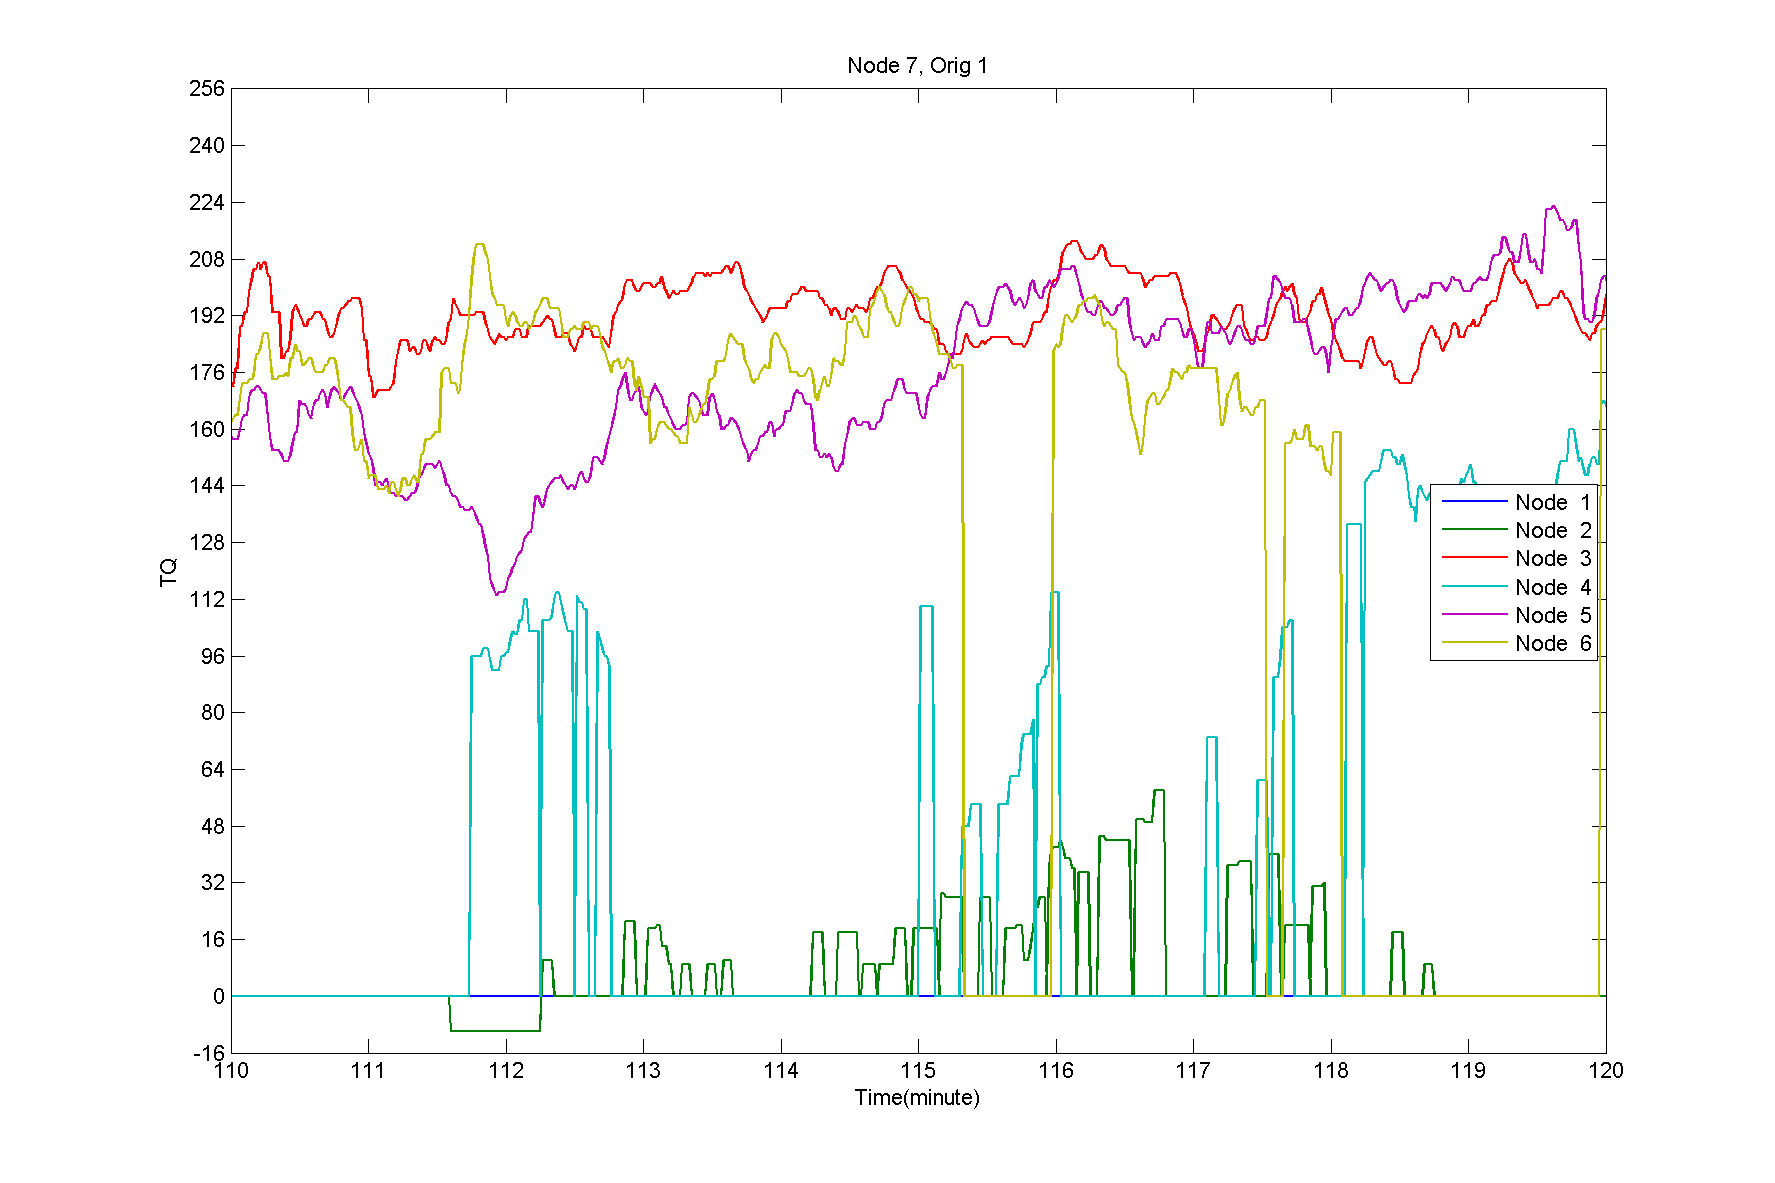 Node 7, Orig 1
256
240
224
208
192
176
160
144
128
112
96
80
64
48
32
16
0
-16
TQ
Node 1
Node 2
Node 3
Node 4
Node 5
Node 6
110 111 112 113 114 115 116 117 118 119 120
Time(minute)